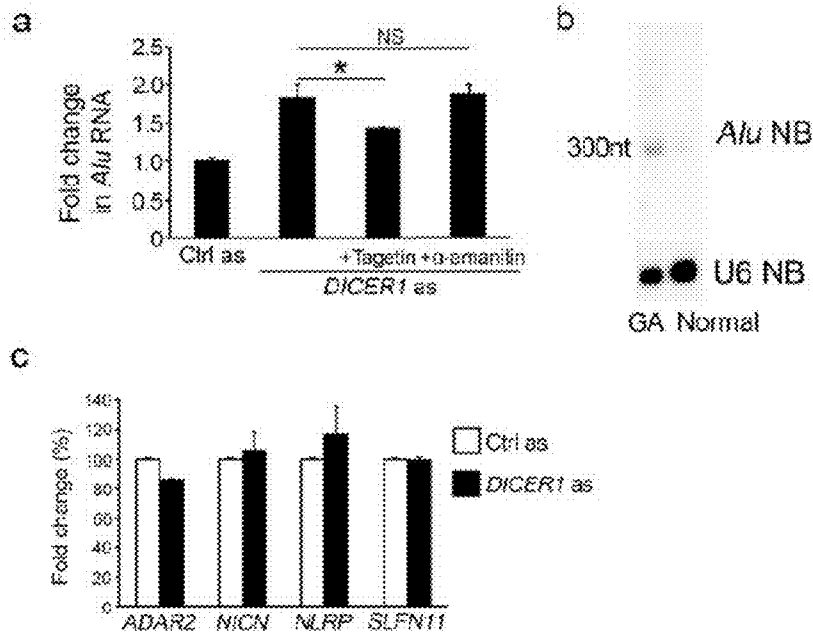 a
Fold change
in Alu RNA
2.5
2.0
1.5
1.0
0.5
0
NS
*
Ctrl as
+Tagetin +α-amanitin
DICER1 as
b
300nt
Alu NB
U6 NB
GA Normal
c
Fold change (%)
140
120
100
80
60
40
20
0
Ctrl as
DICER1 as
ADAR2 NICN NLRP SLFN11